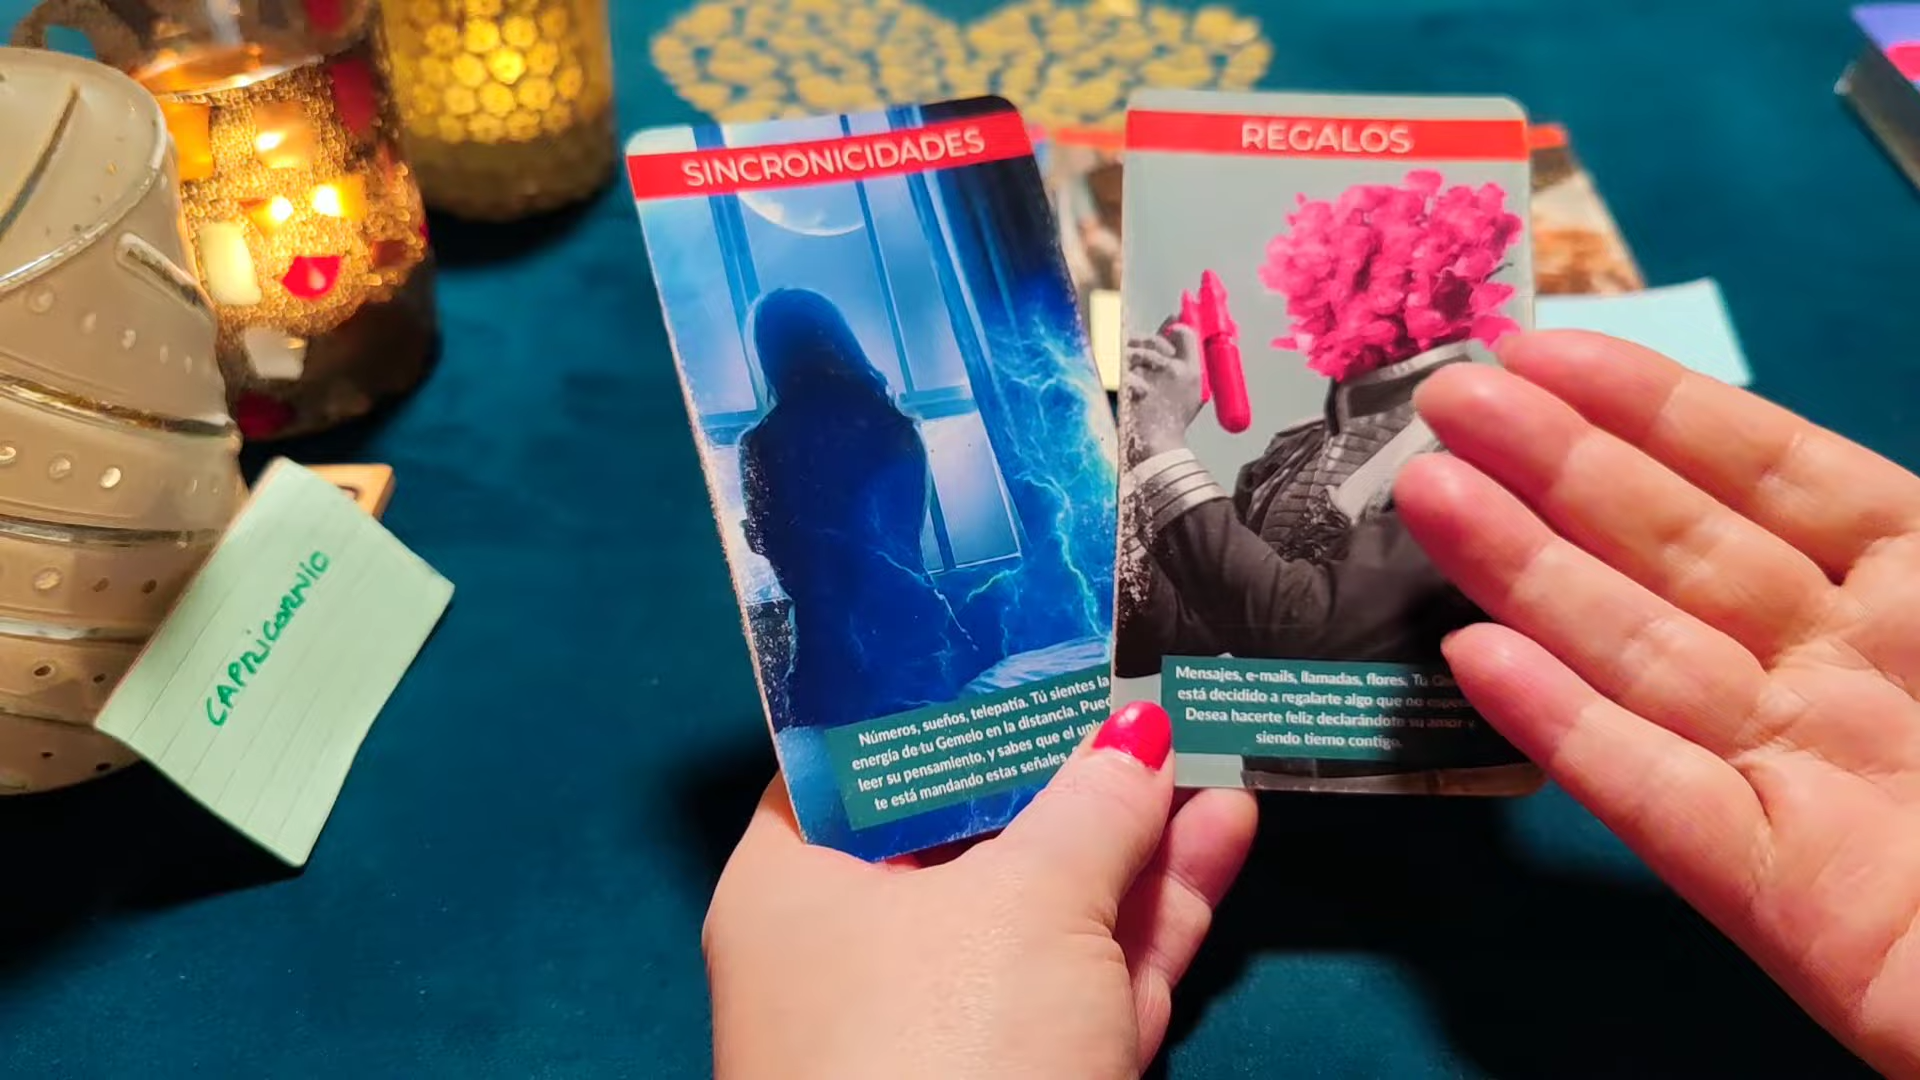 SINCRONICIDADES
Números, sueños, telepatía. Tú sientes la
energía de tu Gemelo en la distancia.
leer su pensamiento, y sabes que el
te está mandando estas señales
REGALOS
Mensajes, e-mails, llamadas, flores. Tu
está decidido a regalarte algo que no
Desea hacerte feliz declarándote su amor y
siendo tierno contigo.
CAPRICORNIO